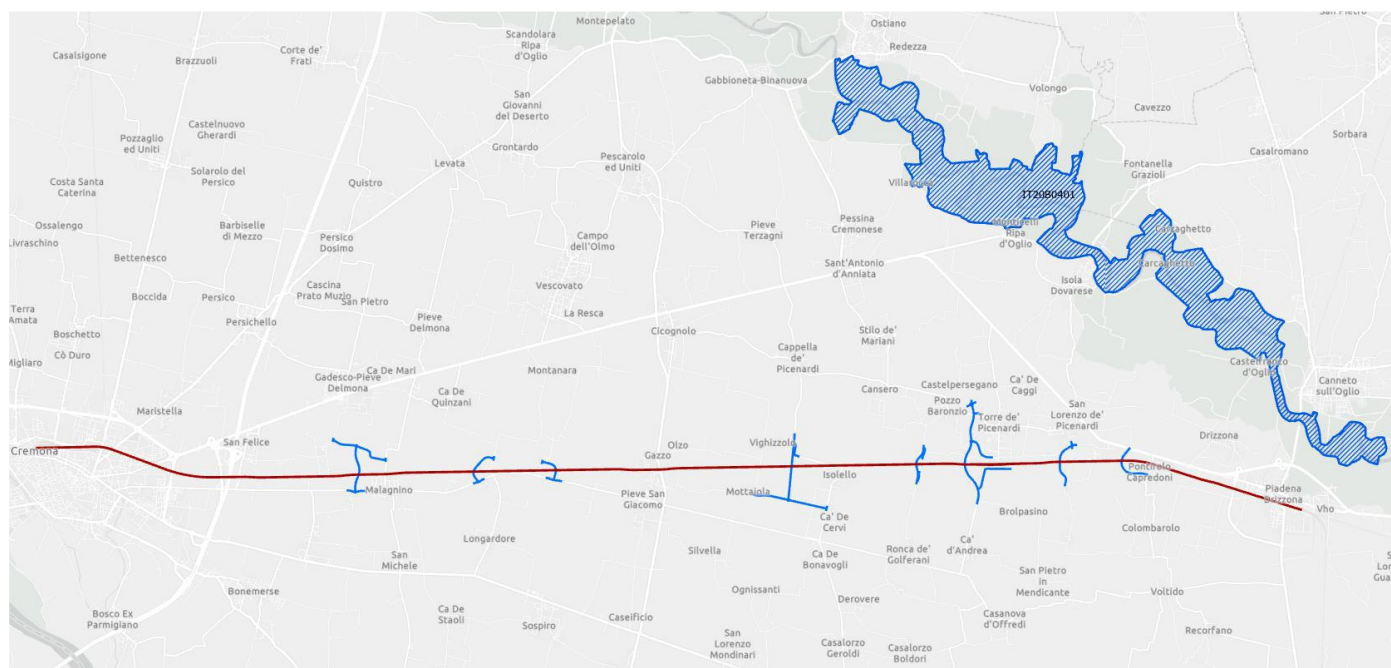 Ostiano
San Pietro
Montepelato
Scandolara
Ripa
d'Oglio
Corte de'
Frati
Redezza
Casalsigone
Brazzuoli
Gabbioneta-Binanuova
Volongo
San
Giovanni
del Deserto
Cavezzo
Castelnuovo
Gherardi
Pozzaglio
ed Uniti
Sorbara
Grontardo
Casalromano
Levata
Pescarolo
ed Uniti
Fontanella
Grazioli
Solarolo del
Persico
Costa Santa
Caterina
Quistro
IT20B0401
Ossalengo
Barbiselle
di Mezzo
Persico
Dosimo
Campo
dell'Olmo
Pieve
Terzagni
Pessina
Cremonese
Monticelli
Ripa
d'Oglio
Carzaghetto
Livraschino
Bettenesco
Sant'Antonio
d'Anniata
Carzaghetto
Isola
Dovarese
Cascina
Prato Muzio
Vescovato
Boccida
Persico
San Pietro
Terra
Amata
Persichello
Pieve
Delmona
La Resca
Cicognolo
Stilo de'
Mariani
Boschetto
Cò Duro
Migliaro
Cappella
de'
Picenardi
Castelfranco
d'Oglio
Ca De Mari
Montanara
Gadesco-Pieve
Delmona
Ca De
Quinzani
Cansero
Castelpersegano
Ca' De
Caggi
Canneto
sull'Oglio
Pozzo
Baronzio
Maristella
San
Lorenzo de'
Picenardi
Torre de'
Picenardi
San Felice
Olzo
Vighizzolo
Drizzona
Cremona
Gazzo
Isolello
Pontirolo
Capredoni
Malagnino
Pieve San
Giacomo
Mottaiola
Piadena
Drizzona
Vho
Brolpasino
Ca' De
Cervi
Colombarolo
Longardore
Ca'
d'Andrea
San
Michele
Silvella
Ca De
Bonavogli
Ronca de'
Golferani
San Pietro
in
Mendicante
Bonemerse
Ognissanti
Derovere
Voltido
Bosco Ex
Parmigiano
Ca De
Staoli
Sospiro
Caseificio
Casanova
d'Offredi
San
Lorenzo
Mondinari
Casalorzo
Geroldi
Casalorzo
Boldori
Recorfano